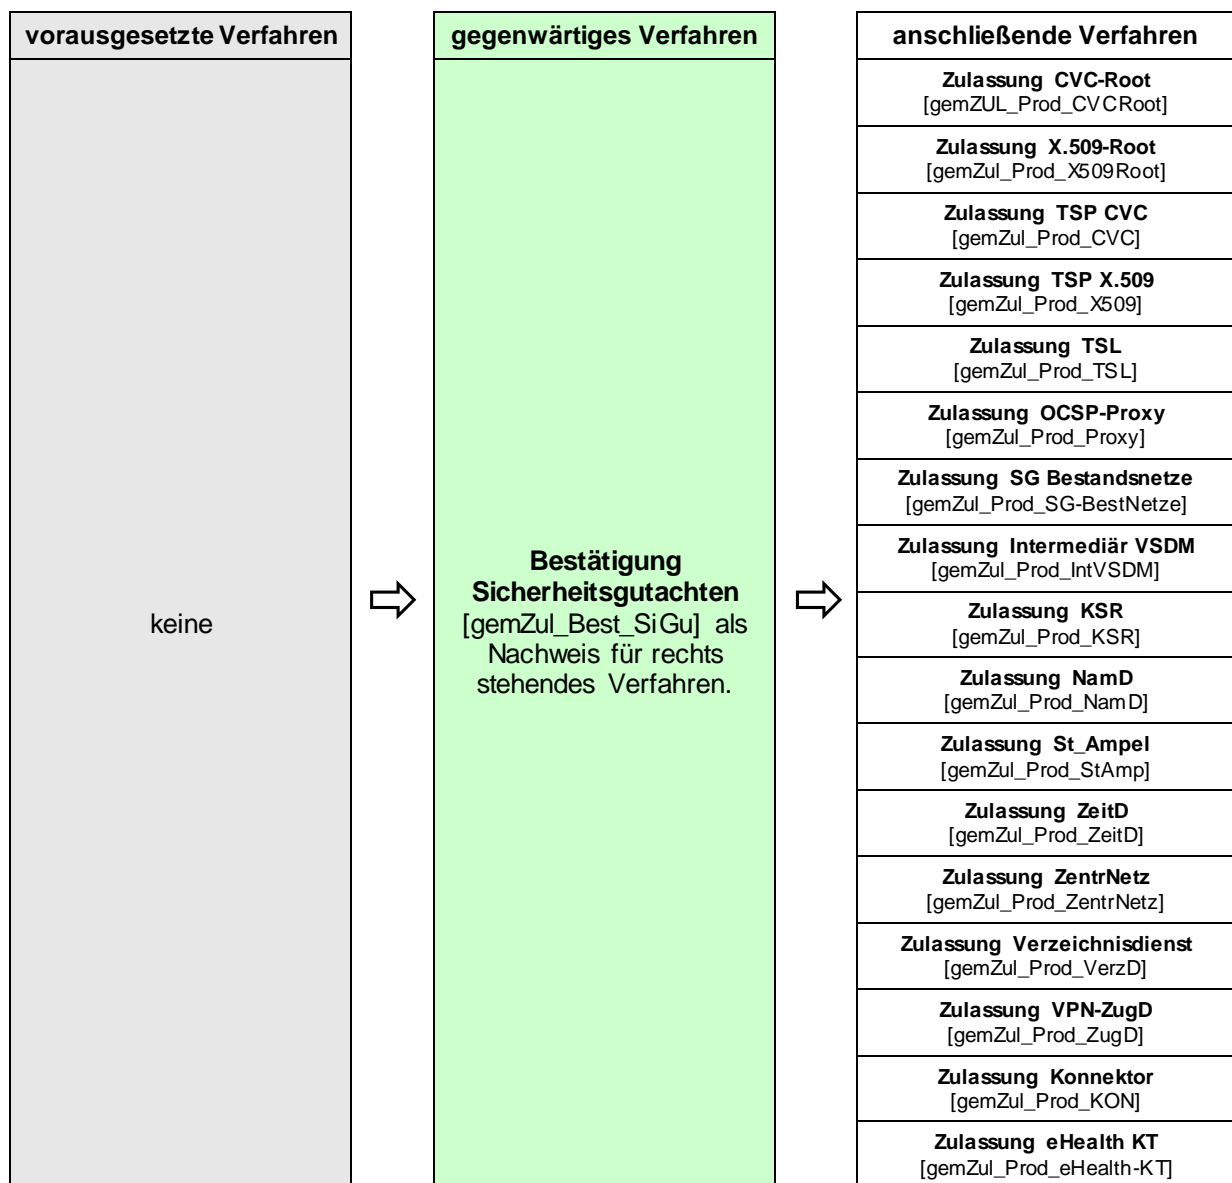 vorausgesetzte Verfahren
keine
gegenwärtiges Verfahren
Bestätigung
Sicherheitsgutachten
[gemZul_Best_SiGu] als
Nachweis für rechts
stehendes Verfahren.
anschließende Verfahren
Zulassung CVC-Root
[gemZUL_Prod_CVCRoot]
Zulassung X.509-Root
[gemZul_Prod_X509Root]
Zulassung TSP CVC
[gemZul_Prod_CVC]
Zulassung TSP X.509
[gemZul_Prod_X509]
Zulassung TSL
[gemZul_Prod_TSL]
Zulassung OCSP-Proxy
[gemZul_Prod_Proxy]
Zulassung SG Bestandsnetze
[gemZul_Prod_SG-BestNetze]
Zulassung Intermediär VSDM
[gemZul_Prod_IntVSDM]
Zulassung KSR
[gemZul_Prod_KSR]
Zulassung NamD
[gemZul_Prod_NamD]
Zulassung St_Ampel
[gemZul_Prod_StAmp]
Zulassung ZeitD
[gemZul_Prod_ZeitD]
Zulassung ZentrNetz
[gemZul_Prod_ZentrNetz]
Zulassung Verzeichnisdienst
[gemZul_Prod_VerzD]
Zulassung VPN-ZugD
[gemZul_Prod_ZugD]
Zulassung Konnektor
[gemZul_Prod_KON]
Zulassung eHealth KT
[gemZul_Prod_eHealth-KT]